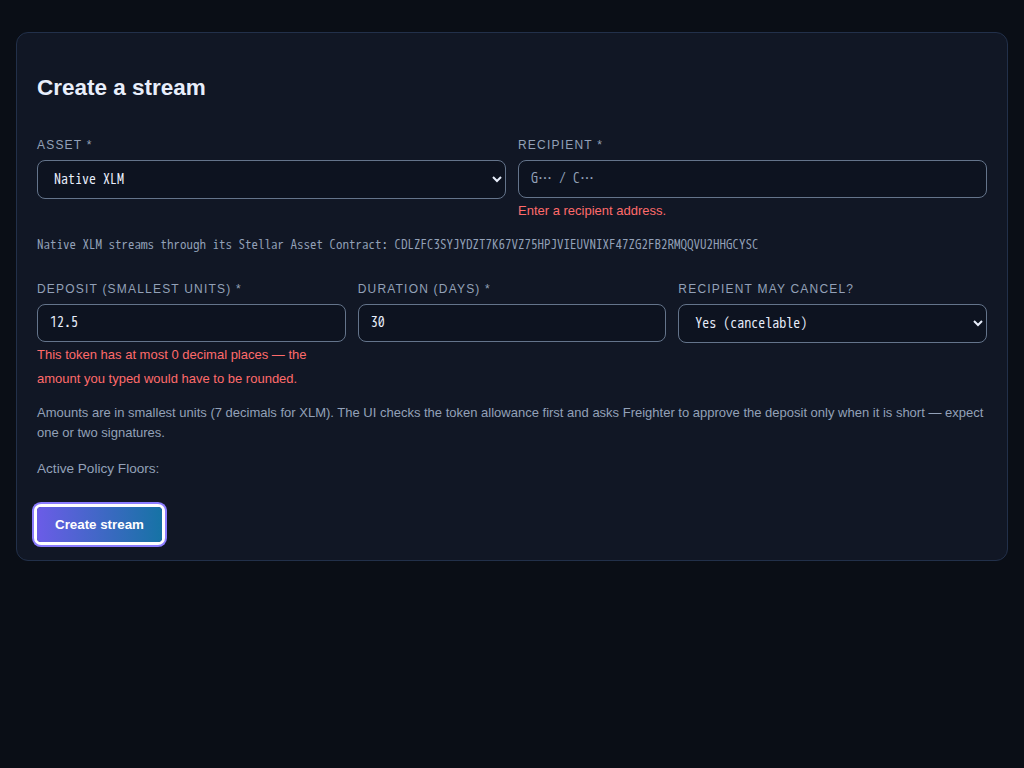 Create a stream
ASSET *
RECIPIENT *
Native XLM
G··· / C···
Enter a recipient address.
Native XLM streams through its Stellar Asset Contract: CDLZFC3SYJYDZT7K67VZ75HPJVIEUVNIXF47ZG2FB2RMQQVU2HHGCYSC
DEPOSIT (SMALLEST UNITS) *
DURATION (DAYS) *
RECIPIENT MAY CANCEL?
12.5
30
Yes (cancelable)
This token has at most 0 decimal places — the
amount you typed would have to be rounded.
Amounts are in smallest units (7 decimals for XLM). The UI checks the token allowance first and asks Freighter to approve the deposit only when it is short — expect
one or two signatures.
Active Policy Floors:
Create stream